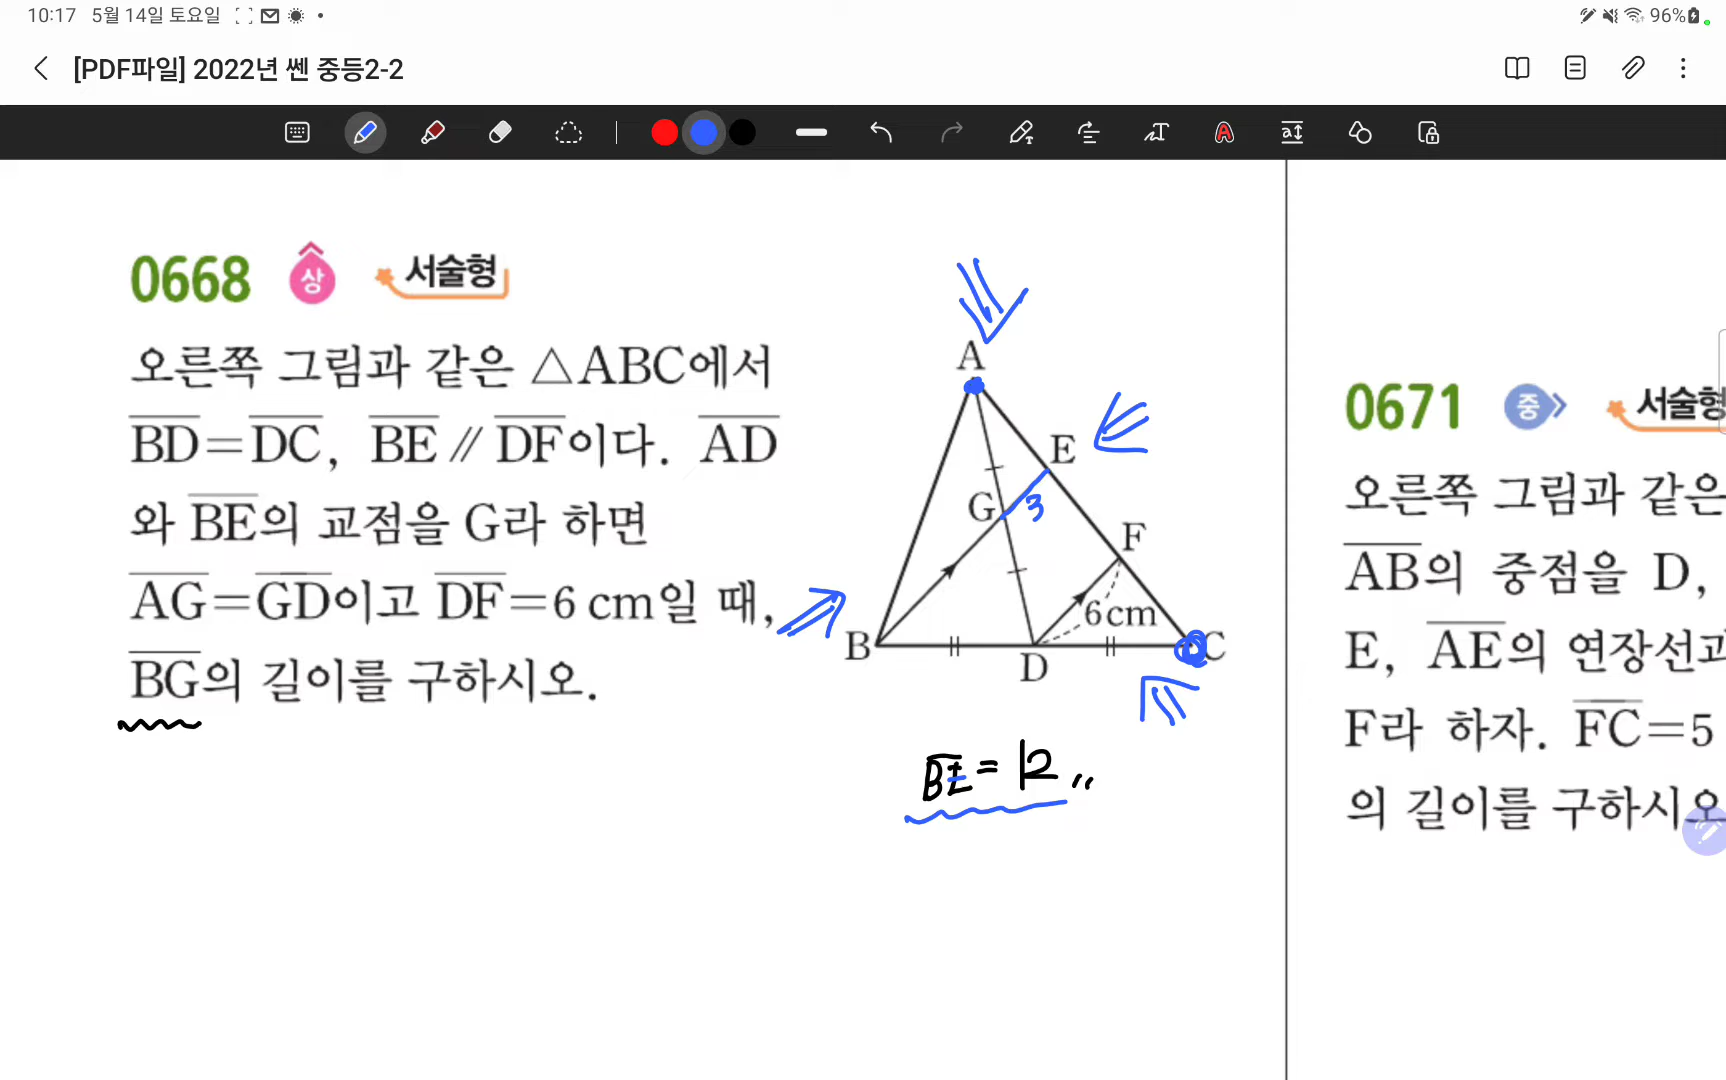 10:17 5월 14일 토요일
96%
[PDF파일] 2022년 쎈 중등2-2
0668 상 서술형
오른쪽 그림과 같은 △ABC에서
BD=DC, BE∥DF이다. AD
와 BE의 교점을 G라 하면
AG=GD이고 DF=6 cm일 때,
BG의 길이를 구하시오.
A
E
G
3
F
6 cm
B
D
C
BE = 12
0671 중 서술형
오른쪽 그림과 같은
AB의 중점을 D,
E, AE의 연장선과
F라 하자. FC=5
의 길이를 구하시오